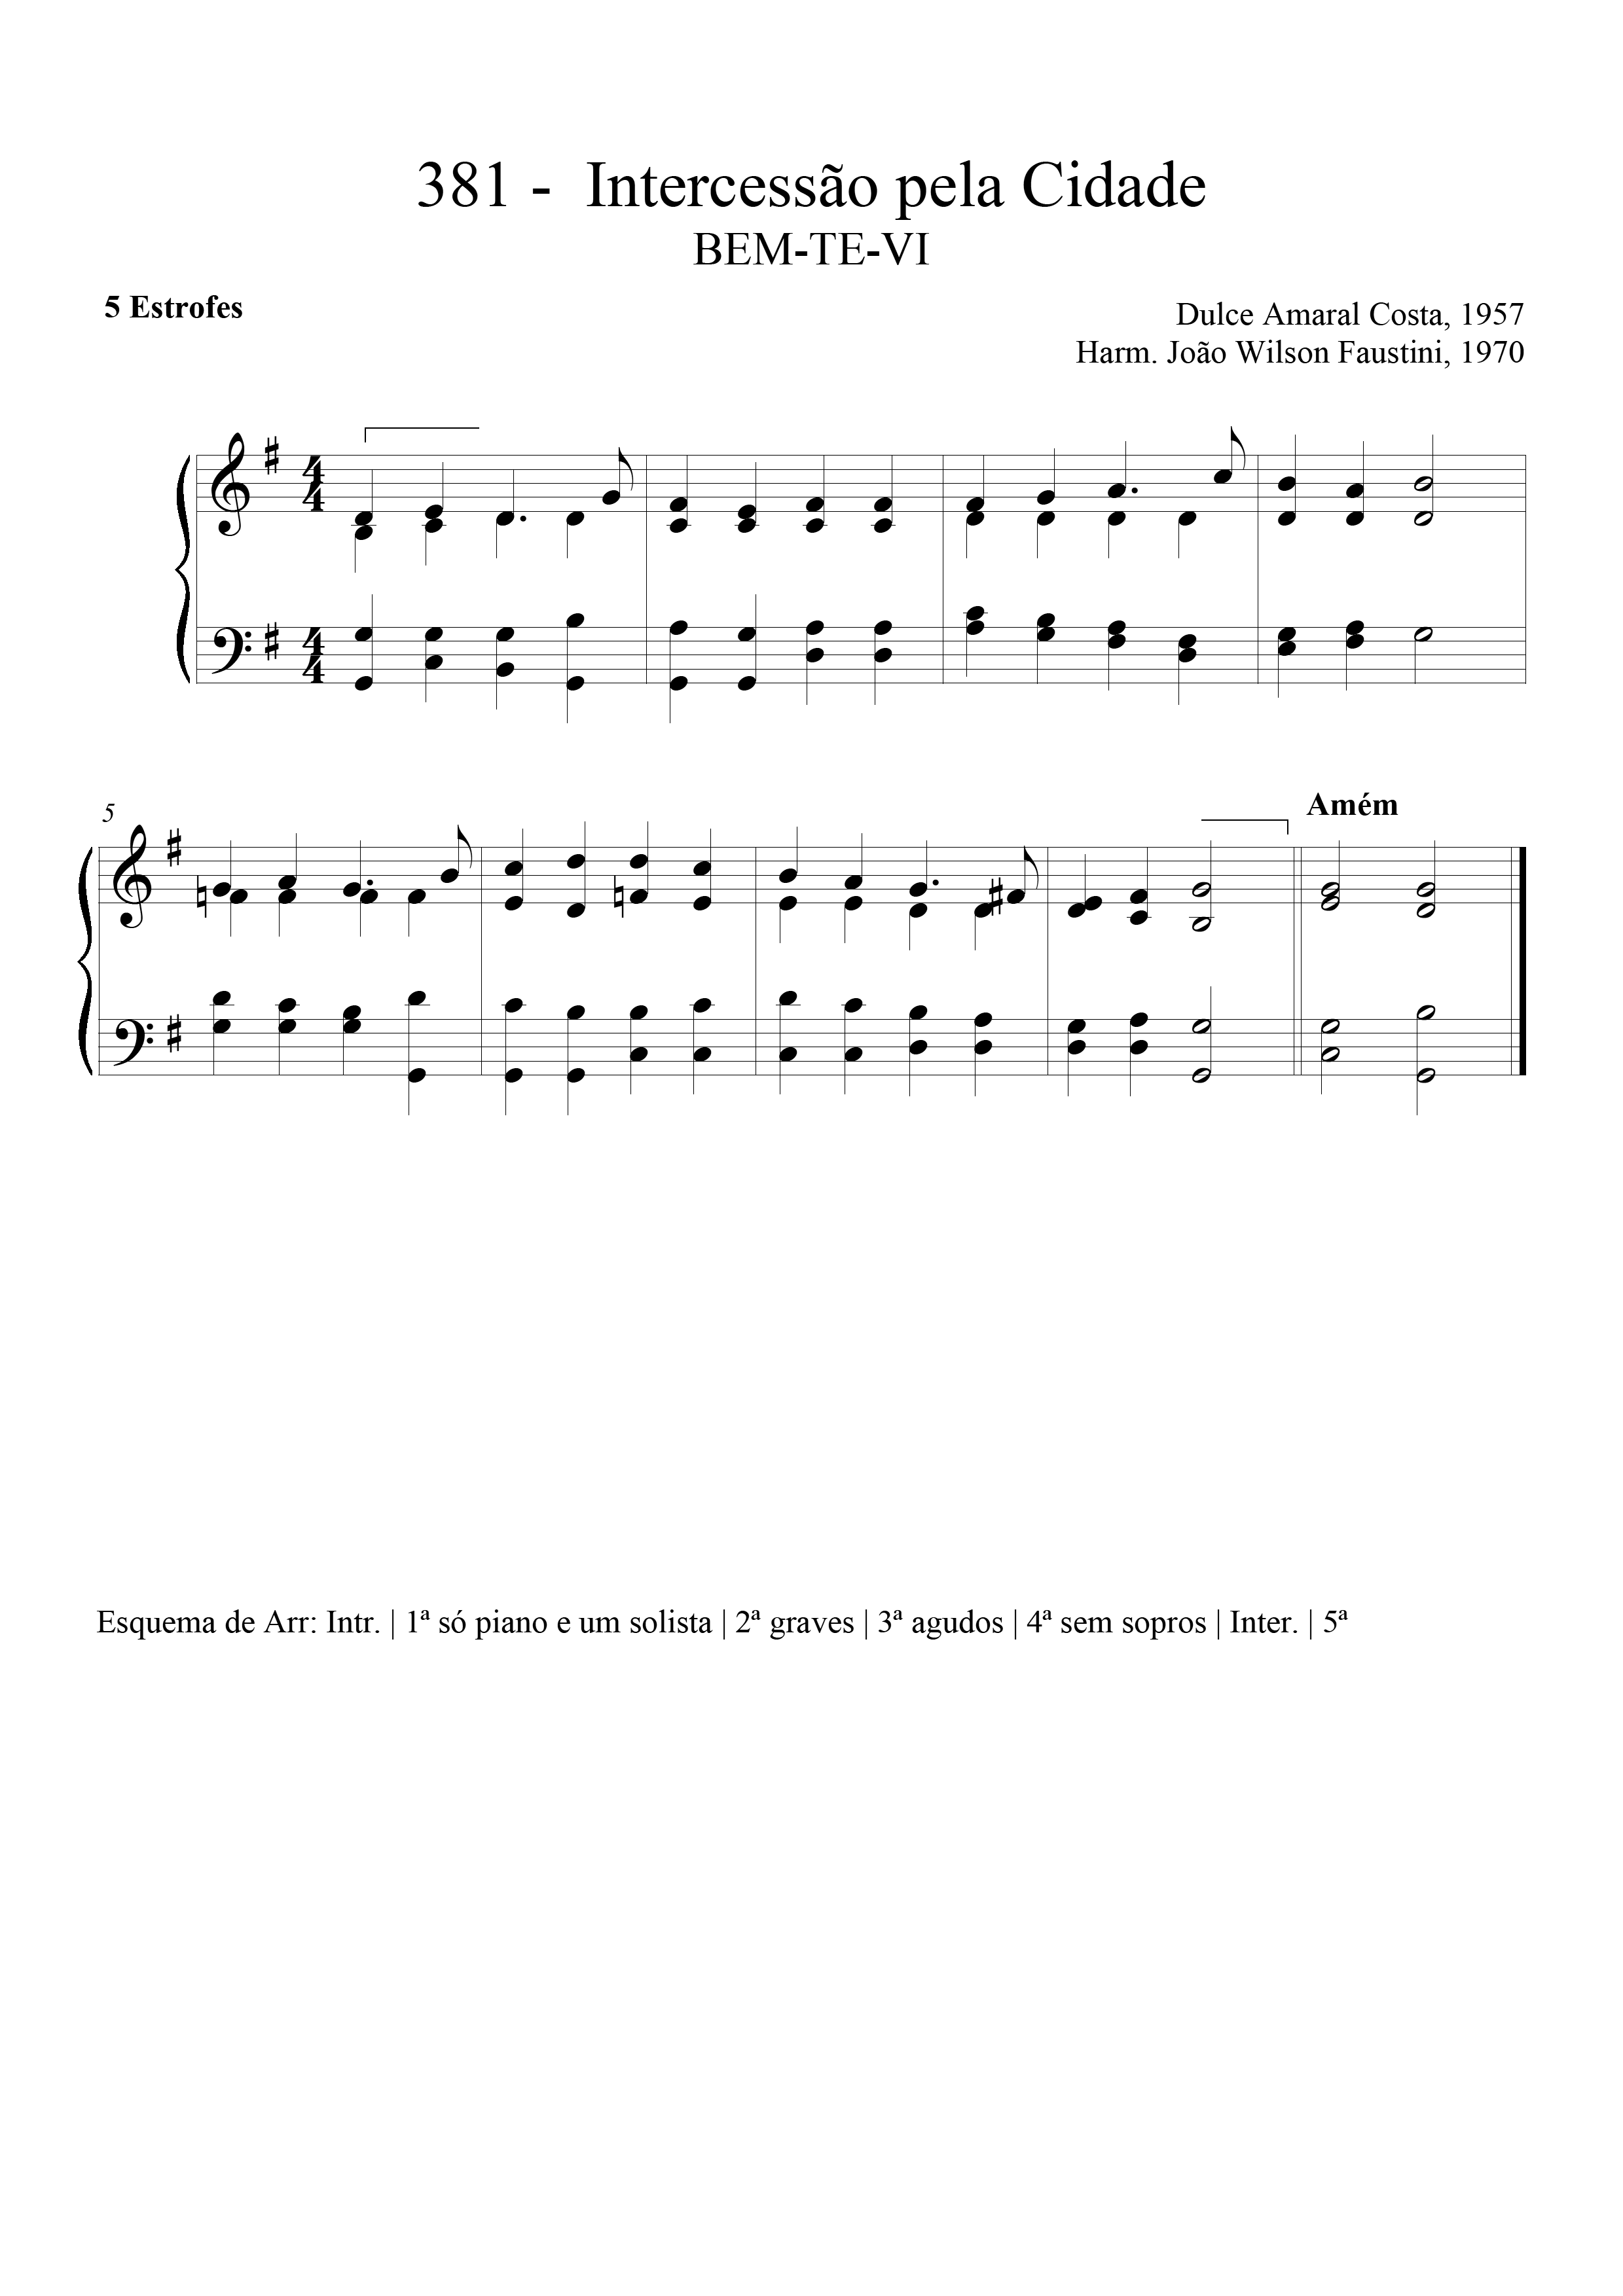 381 - Intercessão pela Cidade
BEM-TE-VI
5 Estrofes
Dulce Amaral Costa, 1957
Harm. João Wilson Faustini, 1970
4
4
4
4
5
Amém
Esquema de Arr: Intr. | 1ª só piano e um solista | 2ª graves | 3ª agudos | 4ª sem sopros | Inter. | 5ª